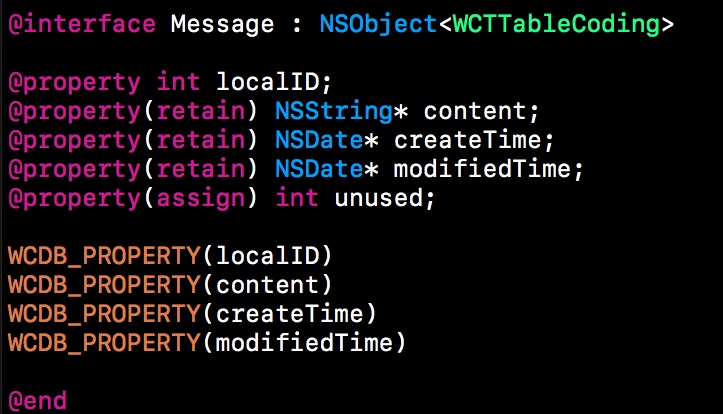 @interface Message : NSObject<WCTTableCoding>
@property int localID;
@property(retain) NSString* content;
@property(retain) NSDate* createTime;
@property(retain) NSDate* modifiedTime;
@property(assign) int unused;
WCDB_PROPERTY(localID)
WCDB_PROPERTY(content)
WCDB_PROPERTY(createTime)
WCDB_PROPERTY(modifiedTime)
@end